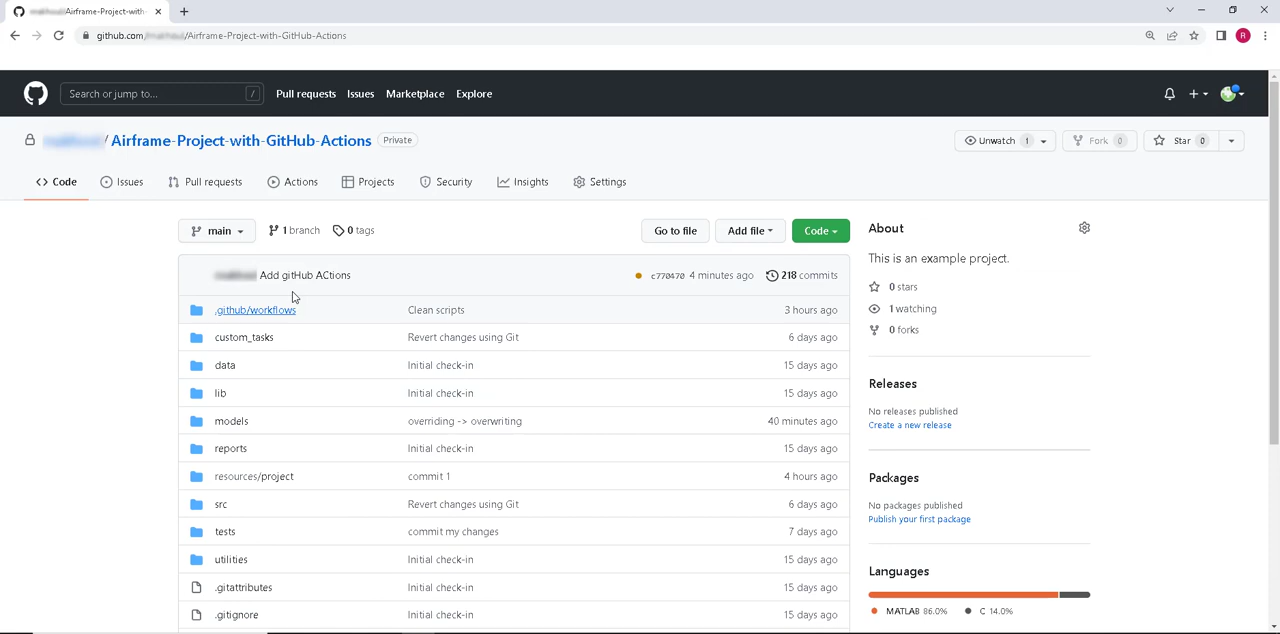 Airframe-Project-with-
github.com/ /Airframe-Project-with-GitHub-Actions
R
Search or jump to... /
Pull requests Issues Marketplace Explore
/ Airframe-Project-with-GitHub-Actions Private
Unwatch 1 Fork 0 Star 0
Code Issues Pull requests Actions Projects Security Insights Settings
main 1 branch 0 tags Go to file Add file Code
Add gitHub ACtions c770470 4 minutes ago 218 commits
.github/workflows Clean scripts 3 hours ago
custom_tasks Revert changes using Git 6 days ago
data Initial check-in 15 days ago
lib Initial check-in 15 days ago
models overriding -> overwriting 40 minutes ago
reports Initial check-in 15 days ago
resources/project commit 1 4 hours ago
src Revert changes using Git 6 days ago
tests commit my changes 7 days ago
utilities Initial check-in 15 days ago
.gitattributes Initial check-in 15 days ago
.gitignore Initial check-in 15 days ago
About
This is an example project.
0 stars
1 watching
0 forks
Releases
No releases published
Create a new release
Packages
No packages published
Publish your first package
Languages
MATLAB 86.0% C 14.0%